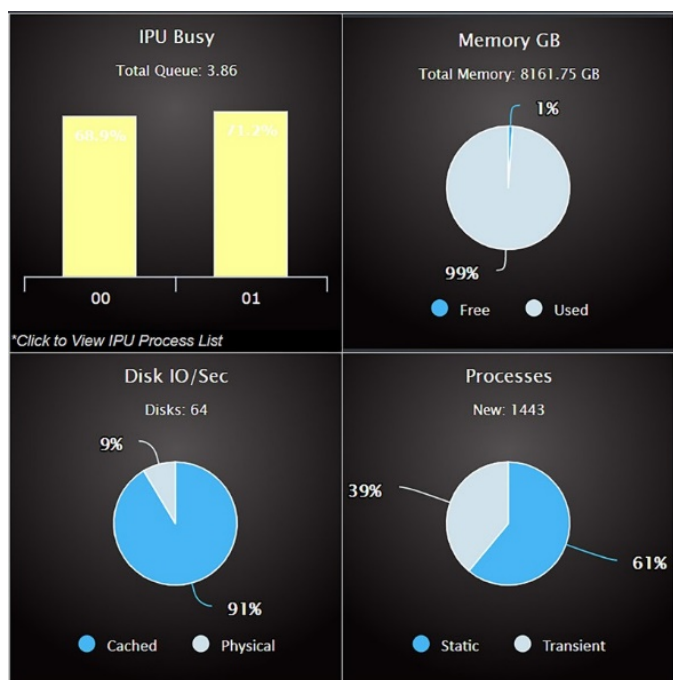 IPU Busy
Total Queue: 3.86
68.9%
71.2%
00
01
*Click to View IPU Process List
Memory GB
Total Memory: 8161.75 GB
1%
99%
Free
Used
Disk IO/Sec
Disks: 64
9%
91%
Cached
Physical
Processes
New: 1443
39%
61%
Static
Transient